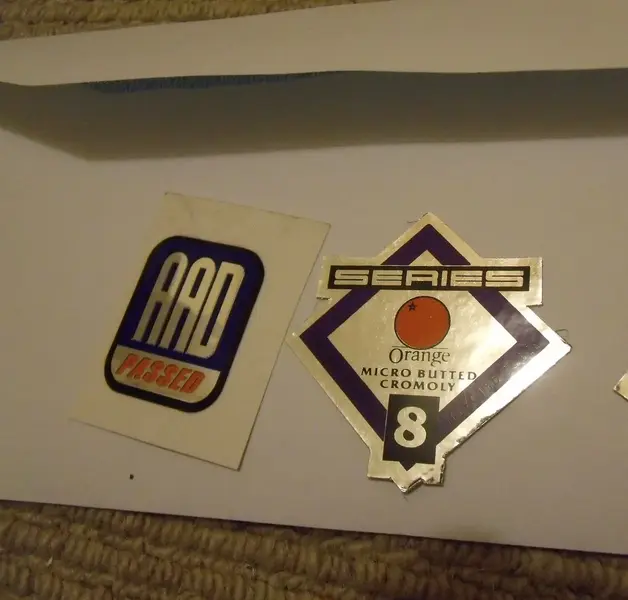 AAD
PASSED
SERIES
Orange
MICRO BUTTED
CROMOLY
8